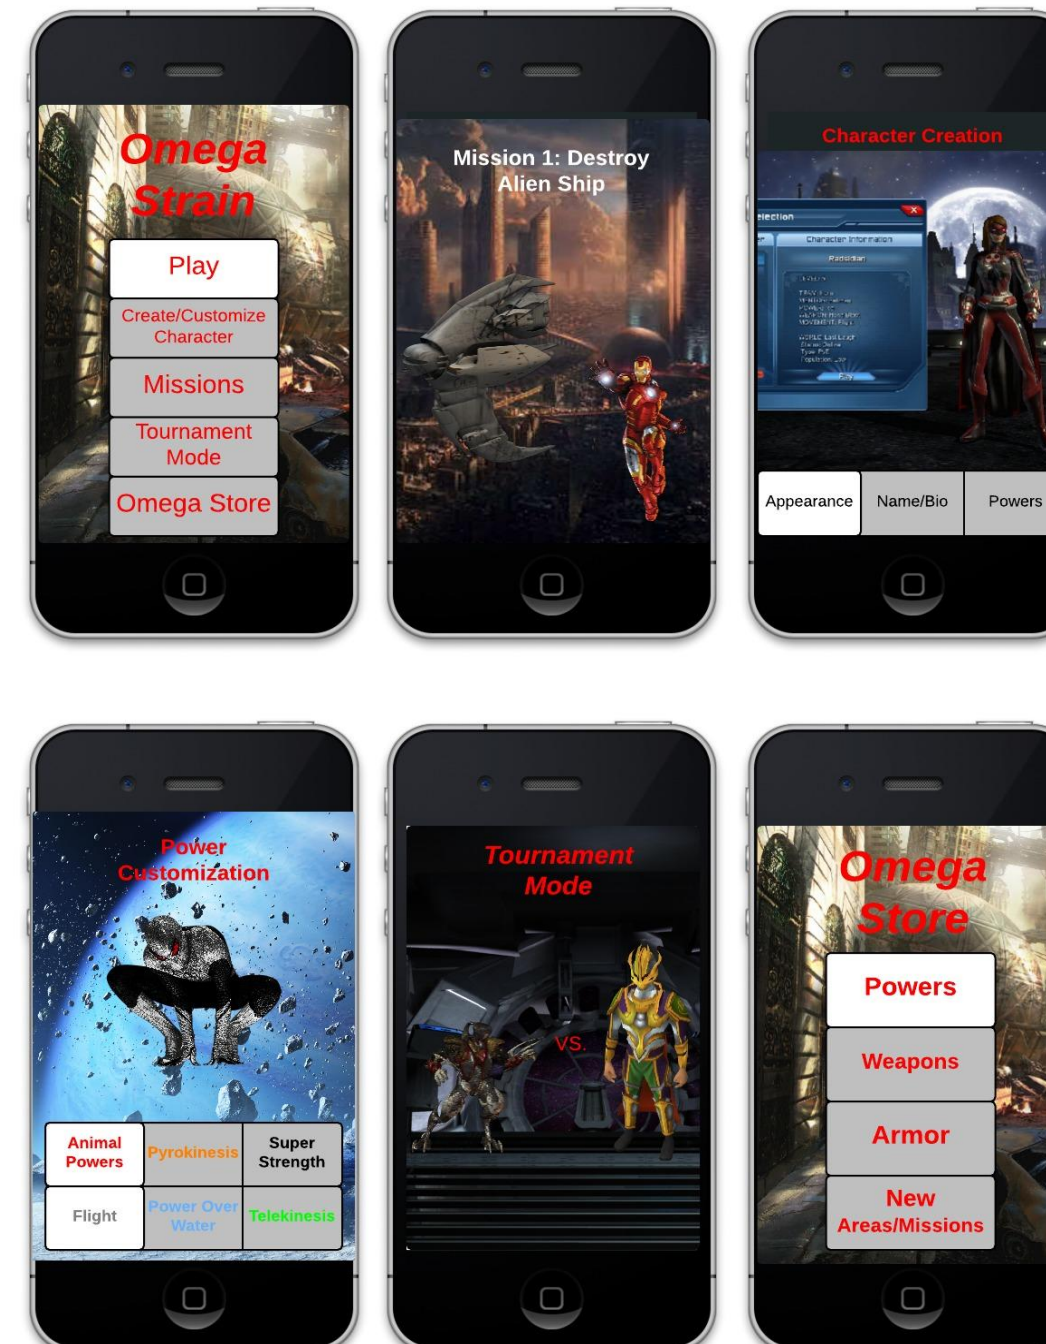 Omega
Strain
Play
Create/Customize
Character
Missions
Tournament
Mode
Omega Store
Mission 1: Destroy
Alien Ship
Character Creation
election
X
Character Information
Play
Appearance
Name/Bio
Powers
Power
Customization
Animal
Powers
Pyrokinesis
Super
Strength
Flight
Power Over
Water
Telekinesis
Tournament
Mode
VS.
Omega
Store
Powers
Weapons
Armor
New
Areas/Missions